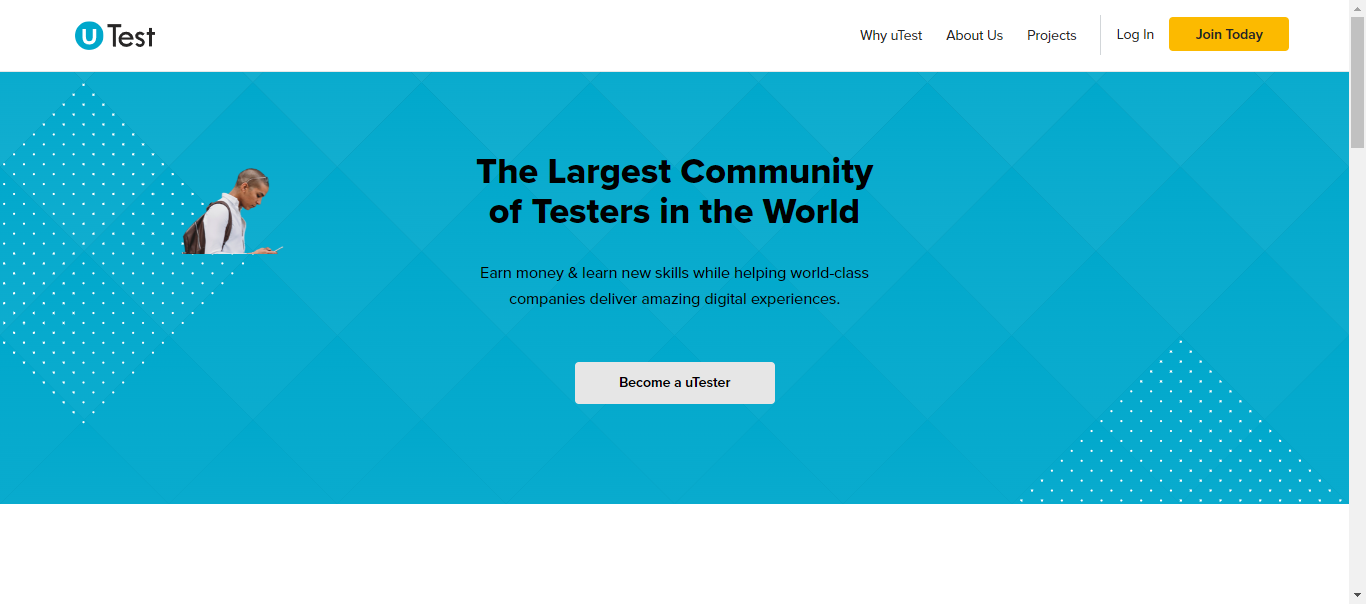 uTest
Why uTest
About Us
Projects
Log In
Join Today
The Largest Community
of Testers in the World
Earn money & learn new skills while helping world-class
companies deliver amazing digital experiences.
Become a uTester